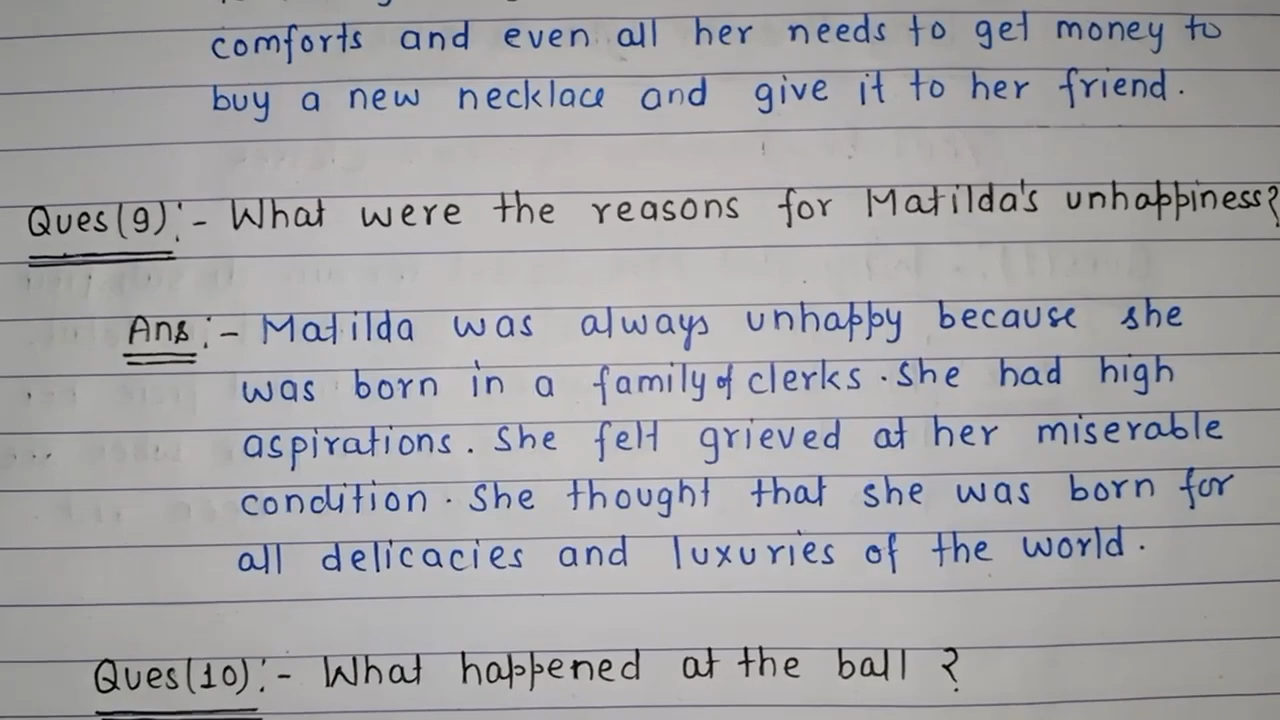 comforts and even all her needs to get money to
buy a new necklace and give it to her friend.
Ques(9):- What were the reasons for Matilda's unhappiness?
Ans:- Matilda was always unhappy because she
was born in a family of clerks. She had high
aspirations. She felt grieved at her miserable
condition. She thought that she was born for
all delicacies and luxuries of the world.
Ques(10):- What happened at the ball ?